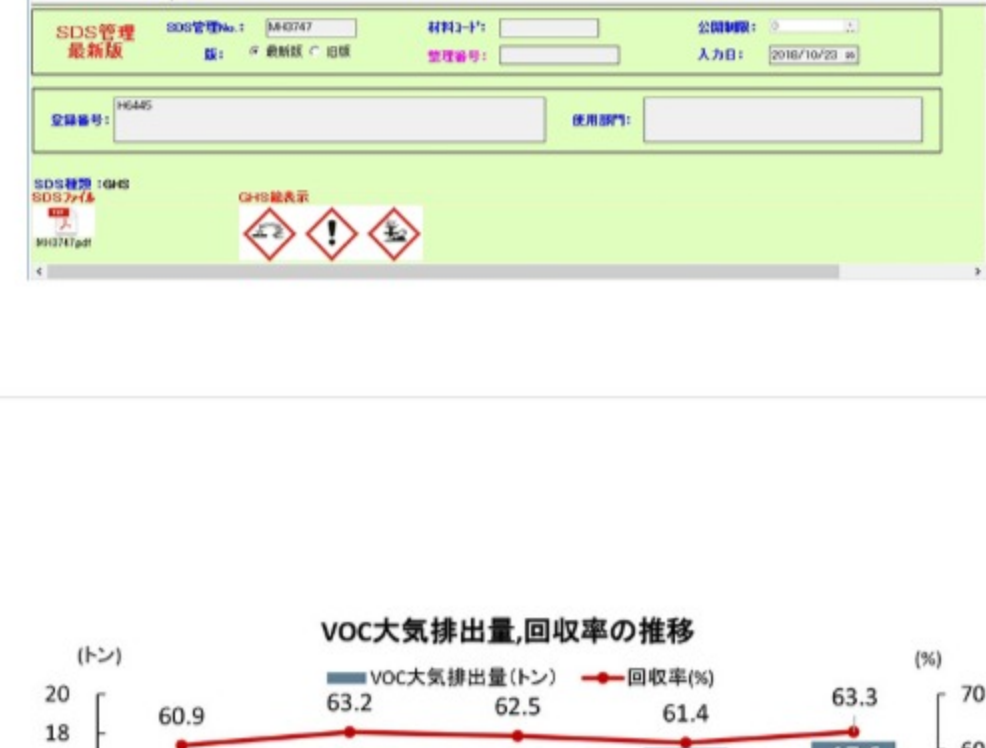 SDS管理
最新版
SDS管理No.: MH3747
材料コード:
公開制限: 0
版: 最新版 旧版
整理番号:
入力日: 2018/10/23
登録番号: H6445
使用部門:
SDS種類 :GHS
SDSファイル
GHS絵表示
MH3747.pdf
VOC大気排出量,回収率の推移
(トン)
(%)
VOC大気排出量(トン) 回収率(%)
20
70
60.9
63.2
62.5
61.4
63.3
18